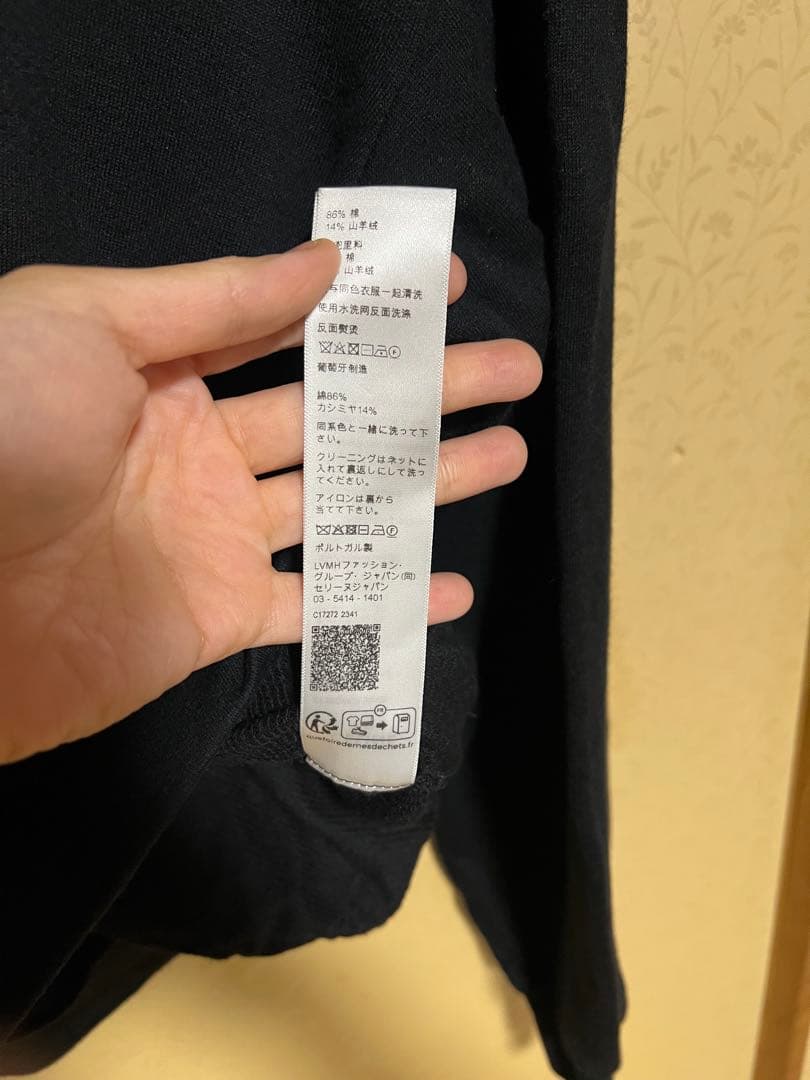 86% 棉
14% 山羊绒
里料
棉
山羊绒
同色衣服一起清洗
使用水洗网反面洗涤
反面熨烫
葡萄牙制造
綿86%
カシミヤ14%
同系色と一緒に洗って下
さい。
クリーニングはネットに
入れて裏返しにして洗っ
てください。
アイロンは裏から
当てて下さい。
ポルトガル製
LVMHファッション・
グループ・ジャパン(同)
セリーヌジャパン
03 - 5414 - 1401
C17272 2341
FR
quefairedemesdechets.fr